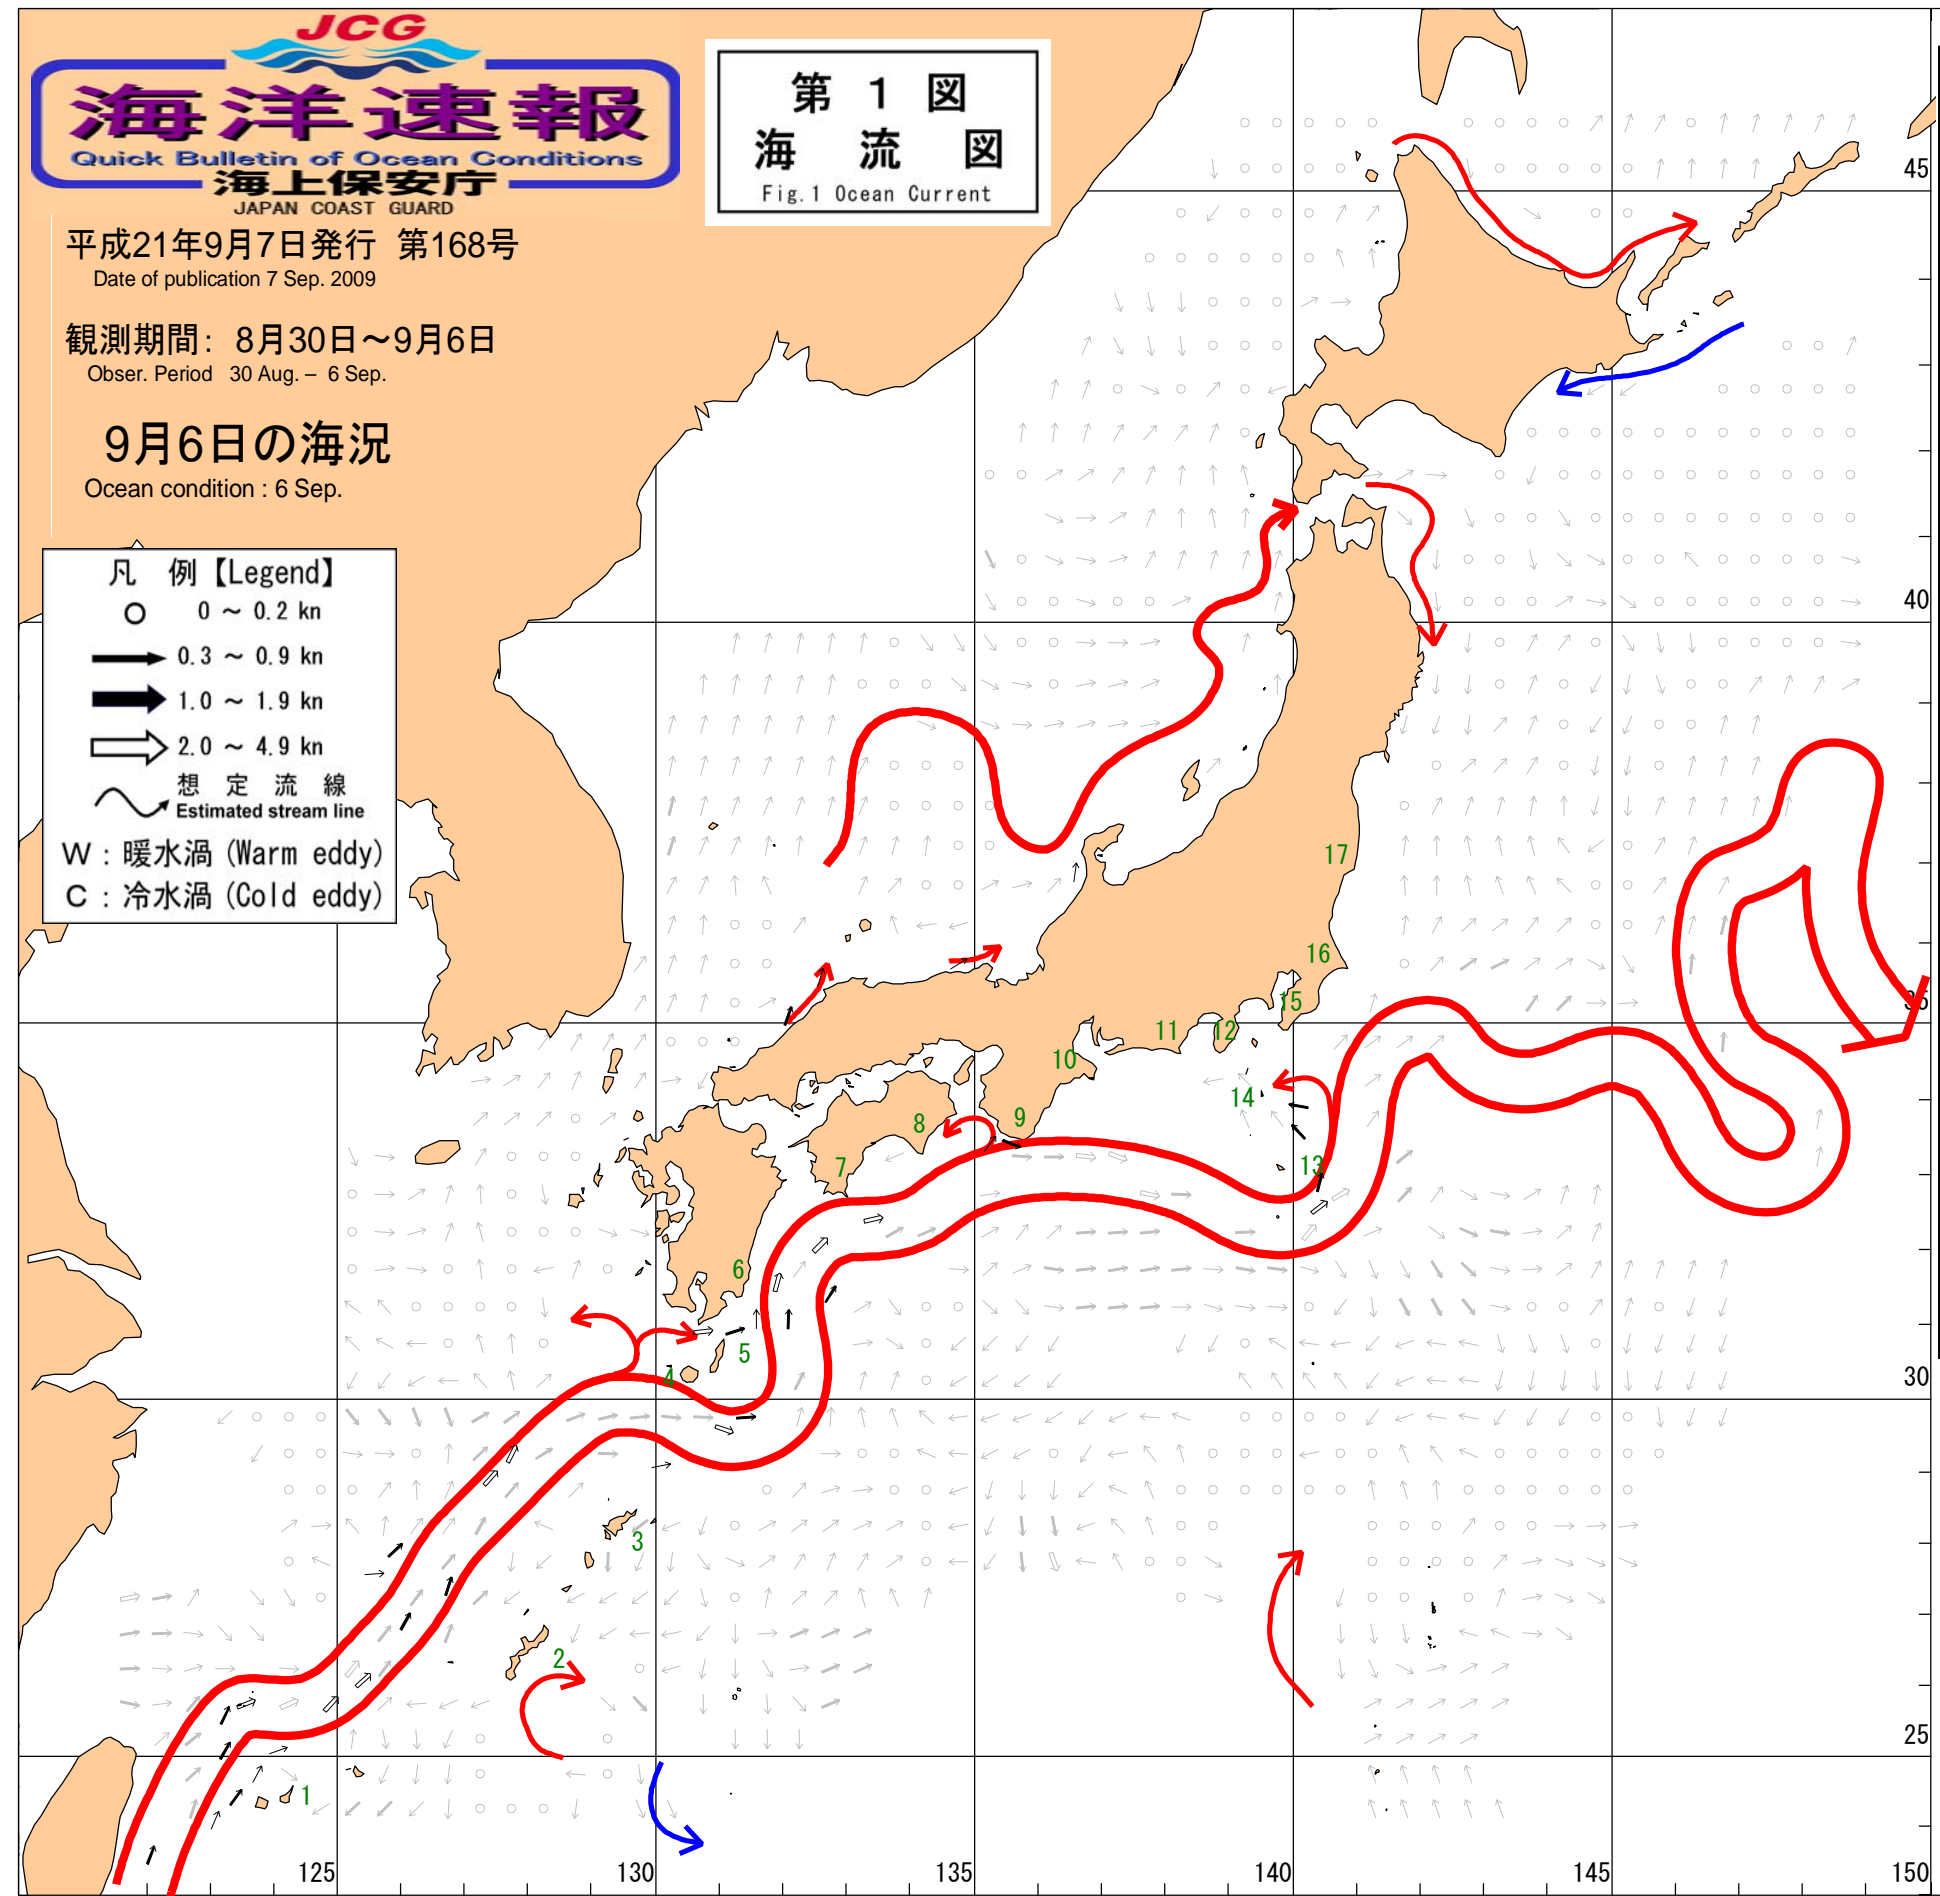 JCG
海洋速報
Quick Bulletin of Ocean Conditions
海上保安庁
JAPAN COAST GUARD
第 1 図
海 流 図
Fig.1 Ocean Current
平成21年9月7日発行 第168号
Date of publication 7 Sep. 2009
観測期間: 8月30日～9月6日
Obser. Period 30 Aug. – 6 Sep.
9月6日の海況
Ocean condition : 6 Sep.
凡 例【Legend】
0 ～ 0.2 kn
0.3 ～ 0.9 kn
1.0 ～ 1.9 kn
2.0 ～ 4.9 kn
想 定 流 線
Estimated stream line
W : 暖水渦 (Warm eddy)
C : 冷水渦 (Cold eddy)
45
40
17
16
35
15
11
12
10
14
9
8
7
13
6
5
4
30
3
2
25
1
125
130
135
140
145
150